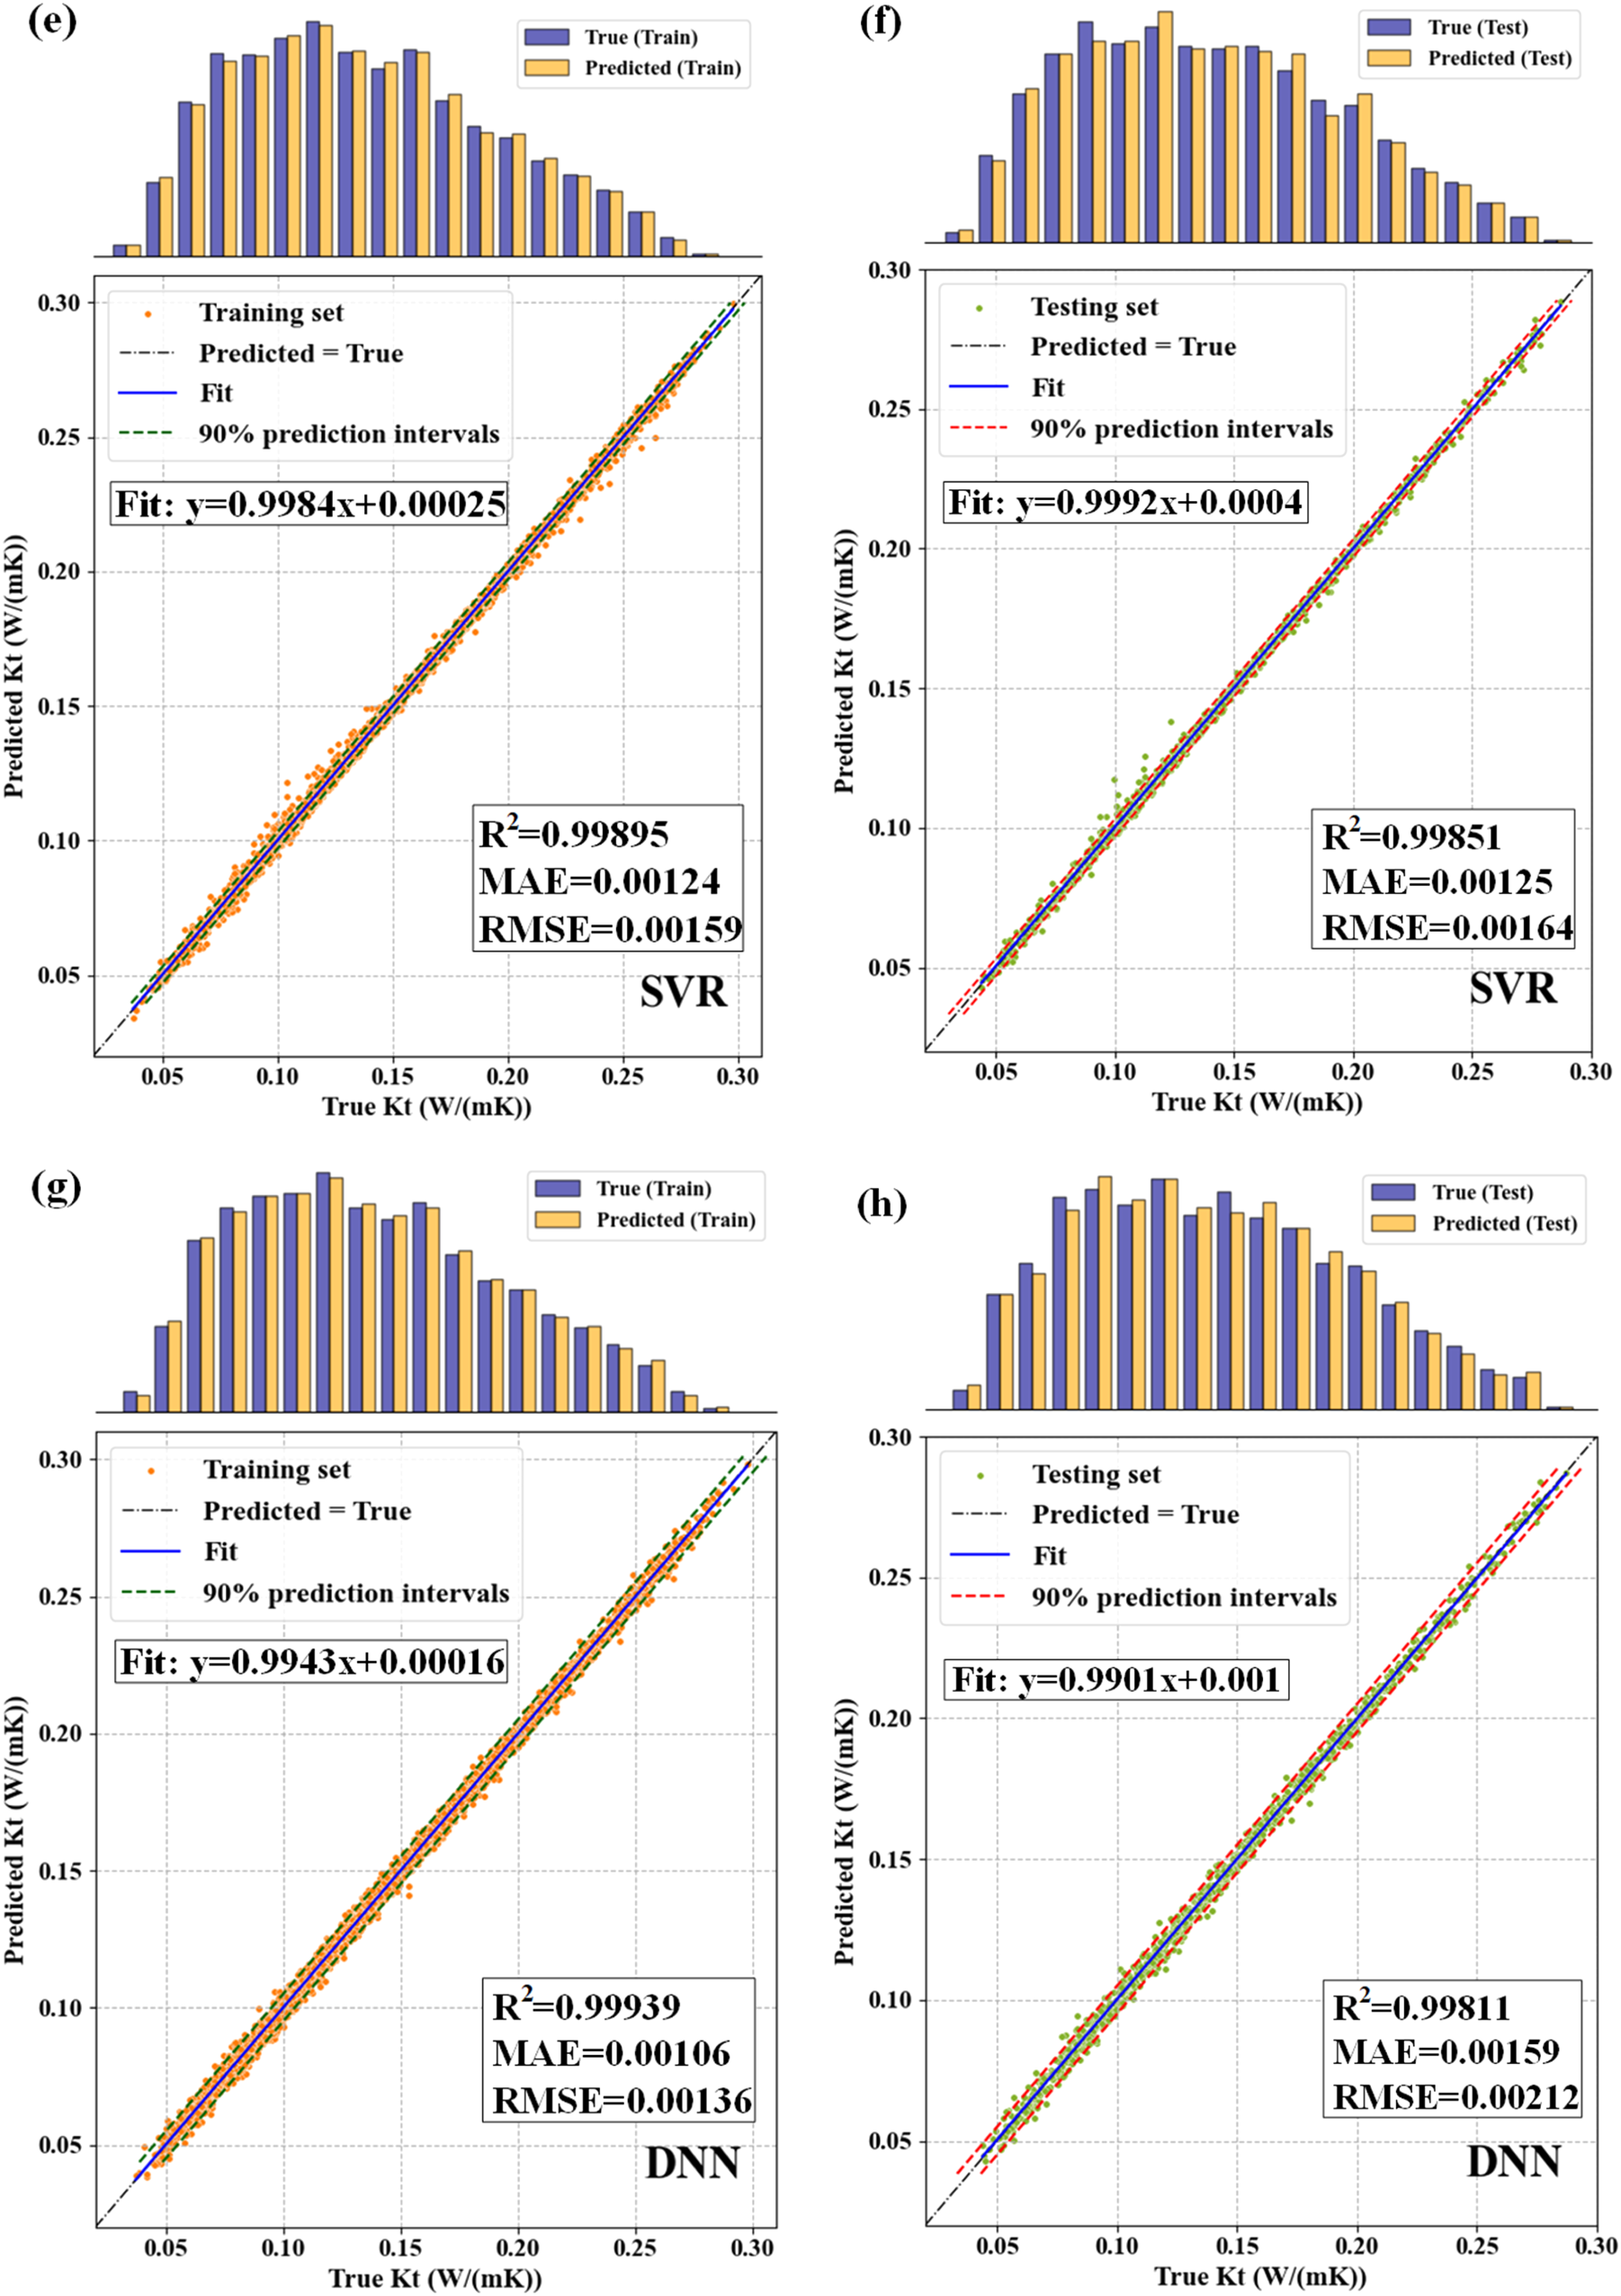 (e)
True (Train)
Predicted (Train)
0.30
0.25
0.20
0.15
0.10
0.05
Predicted Kt (W/(mK))
Training set
Predicted = True
Fit
90% prediction intervals
Fit: y=0.9984x+0.00025
R²=0.99895
MAE=0.00124
RMSE=0.00159
SVR
0.05 0.10 0.15 0.20 0.25 0.30
True Kt (W/(mK))
(f)
True (Test)
Predicted (Test)
0.30
0.25
0.20
0.15
0.10
0.05
Predicted Kt (W/(mK))
Testing set
Predicted = True
Fit
90% prediction intervals
Fit: y=0.9992x+0.0004
R²=0.99851
MAE=0.00125
RMSE=0.00164
SVR
0.05 0.10 0.15 0.20 0.25 0.30
True Kt (W/(mK))
(g)
True (Train)
Predicted (Train)
0.30
0.25
0.20
0.15
0.10
0.05
Predicted Kt (W/(mK))
Training set
Predicted = True
Fit
90% prediction intervals
Fit: y=0.9943x+0.00016
R²=0.99939
MAE=0.00106
RMSE=0.00136
DNN
0.05 0.10 0.15 0.20 0.25 0.30
True Kt (W/(mK))
(h)
True (Test)
Predicted (Test)
0.30
0.25
0.20
0.15
0.10
0.05
Predicted Kt (W/(mK))
Testing set
Predicted = True
Fit
90% prediction intervals
Fit: y=0.9901x+0.001
R²=0.99811
MAE=0.00159
RMSE=0.00212
DNN
0.05 0.10 0.15 0.20 0.25 0.30
True Kt (W/(mK))